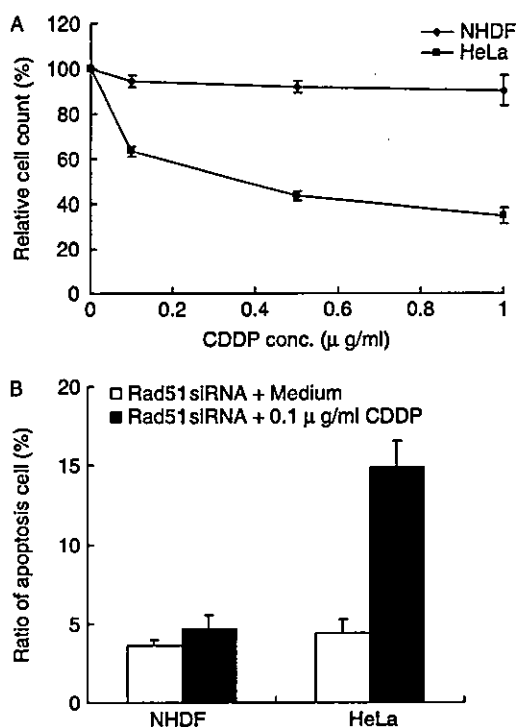 A
120
NHDF
HeLa
100
80
60
40
20
0
Relative cell count (%)
0
0.2
0.4
0.6
0.8
1
CDDP conc. (μ g/ml)
B
20
Rad51siRNA + Medium
Rad51siRNA + 0.1 μ g/ml CDDP
15
10
5
0
Ratio of apoptosis cell (%)
NHDF
HeLa